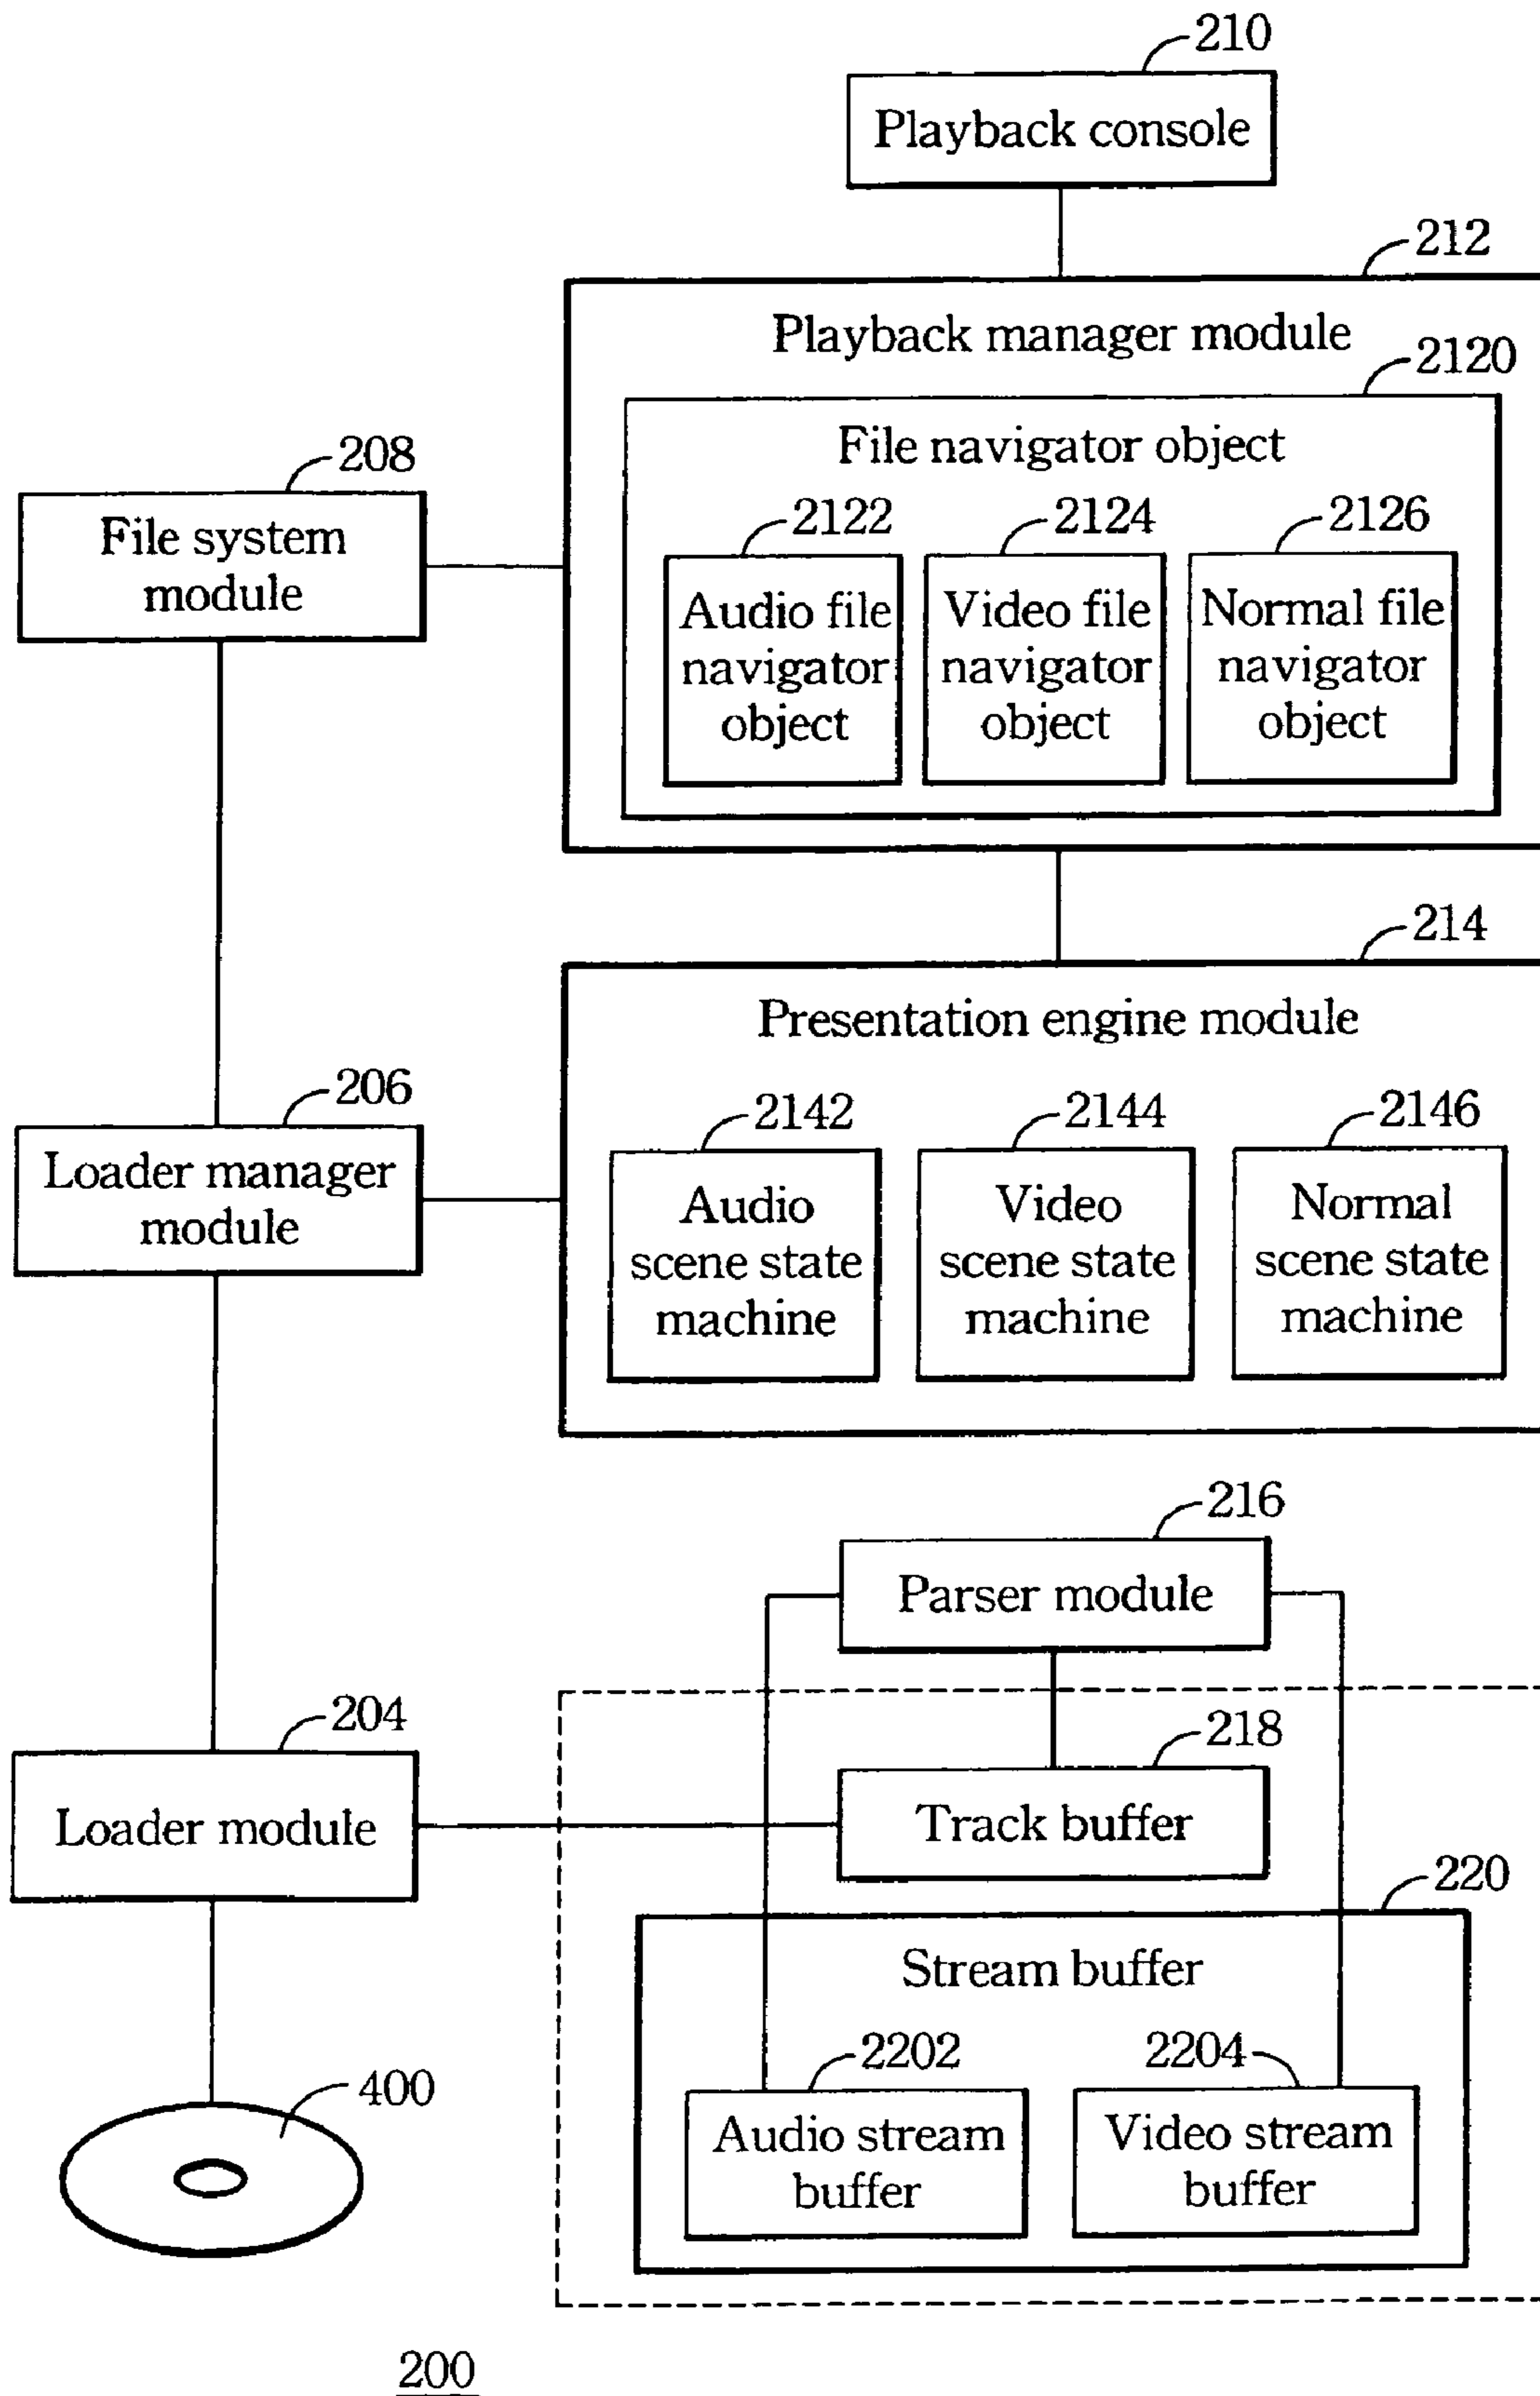 210
Playback console
212
Playback manager module
2120
File navigator object
208
File system
module
2122
2124
2126
Audio file
navigator
object
Video file
navigator
object
Normal file
navigator
object
214
Presentation engine module
206
Loader manager
module
2142
2144
2146
Audio
scene state
machine
Video
scene state
machine
Normal
scene state
machine
216
Parser module
204
Loader module
218
Track buffer
220
Stream buffer
2202
2204
Audio stream
buffer
Video stream
buffer
400
200